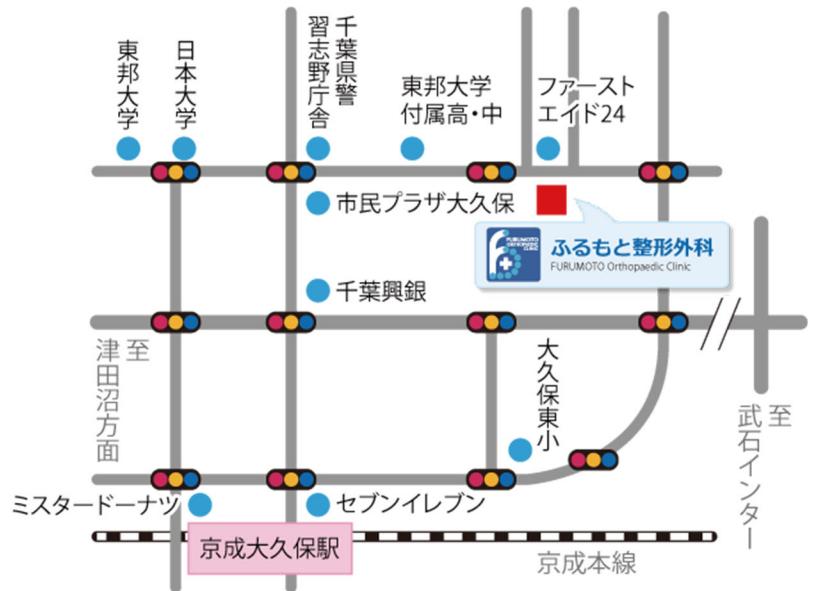 東邦大学
日本大学
千葉県警
習志野庁舎
東邦大学
付属高・中
ファースト
エイド24
市民プラザ大久保
FURUMOTO
ORTHOPAEDIC
CLINIC
ふるもと整形外科
FURUMOTO Orthopaedic Clinic
千葉興銀
至
津田沼方面
大久保東小
至
武石インター
ミスタードーナツ
セブンイレブン
京成大久保駅
京成本線